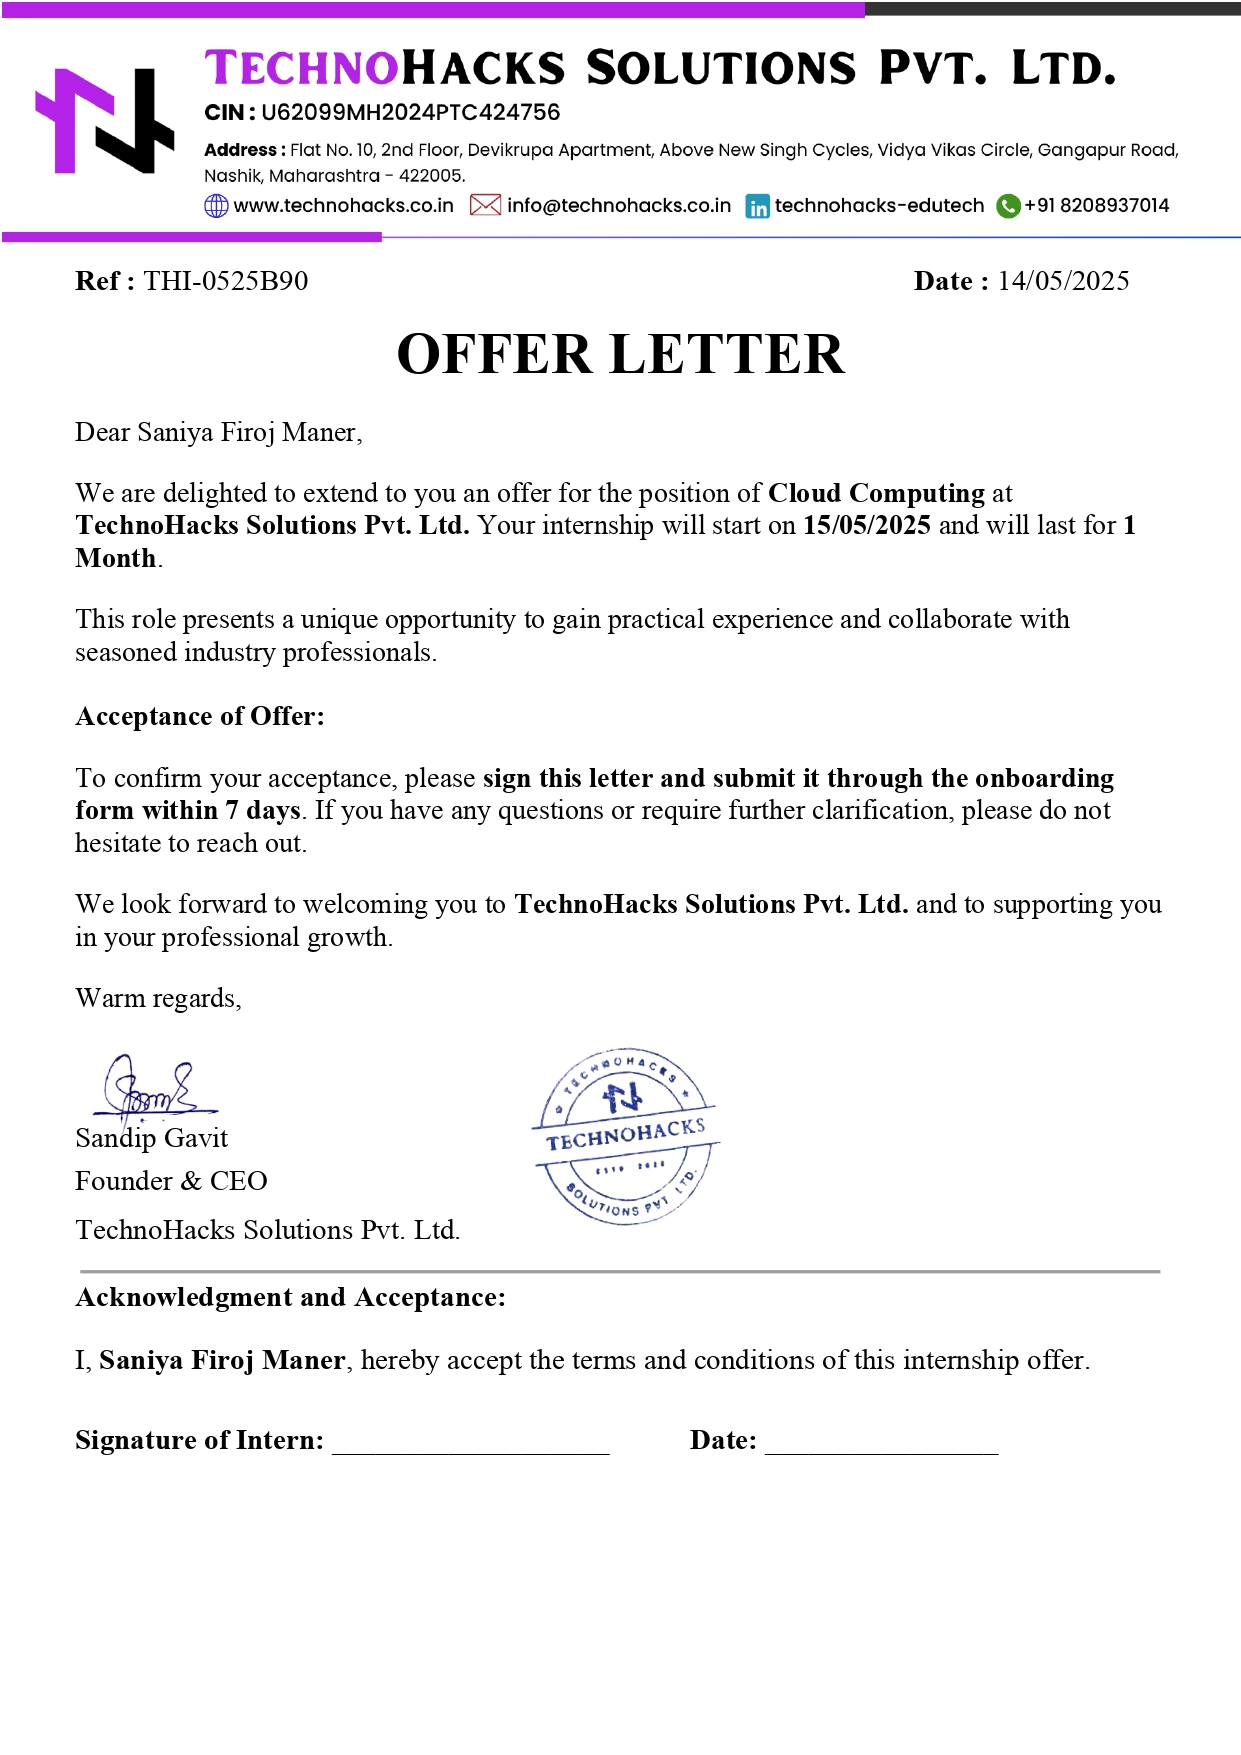 TECHNOHACKS SOLUTIONS PVT. LTD.
CIN : U62099MH2024PTC424756
Address : Flat No. 10, 2nd Floor, Devikrupa Apartment, Above New Singh Cycles, Vidya Vikas Circle, Gangapur Road,
Nashik, Maharashtra - 422005.
www.technohacks.co.in info@technohacks.co.in in technohacks-edutech +91 8208937014
Ref : THI-0525B90 Date : 14/05/2025
OFFER LETTER
Dear Saniya Firoj Maner,
We are delighted to extend to you an offer for the position of Cloud Computing at
TechnoHacks Solutions Pvt. Ltd. Your internship will start on 15/05/2025 and will last for 1
Month.
This role presents a unique opportunity to gain practical experience and collaborate with
seasoned industry professionals.
Acceptance of Offer:
To confirm your acceptance, please sign this letter and submit it through the onboarding
form within 7 days. If you have any questions or require further clarification, please do not
hesitate to reach out.
We look forward to welcoming you to TechnoHacks Solutions Pvt. Ltd. and to supporting you
in your professional growth.
Warm regards,
Sandip Gavit
Founder & CEO
TechnoHacks Solutions Pvt. Ltd.
TECHNOHACKS
TECHNOHACKS
ESTD
SOLUTIONS PVT. LTD.
Acknowledgment and Acceptance:
I, Saniya Firoj Maner, hereby accept the terms and conditions of this internship offer.
Signature of Intern: ___________________ Date: ________________